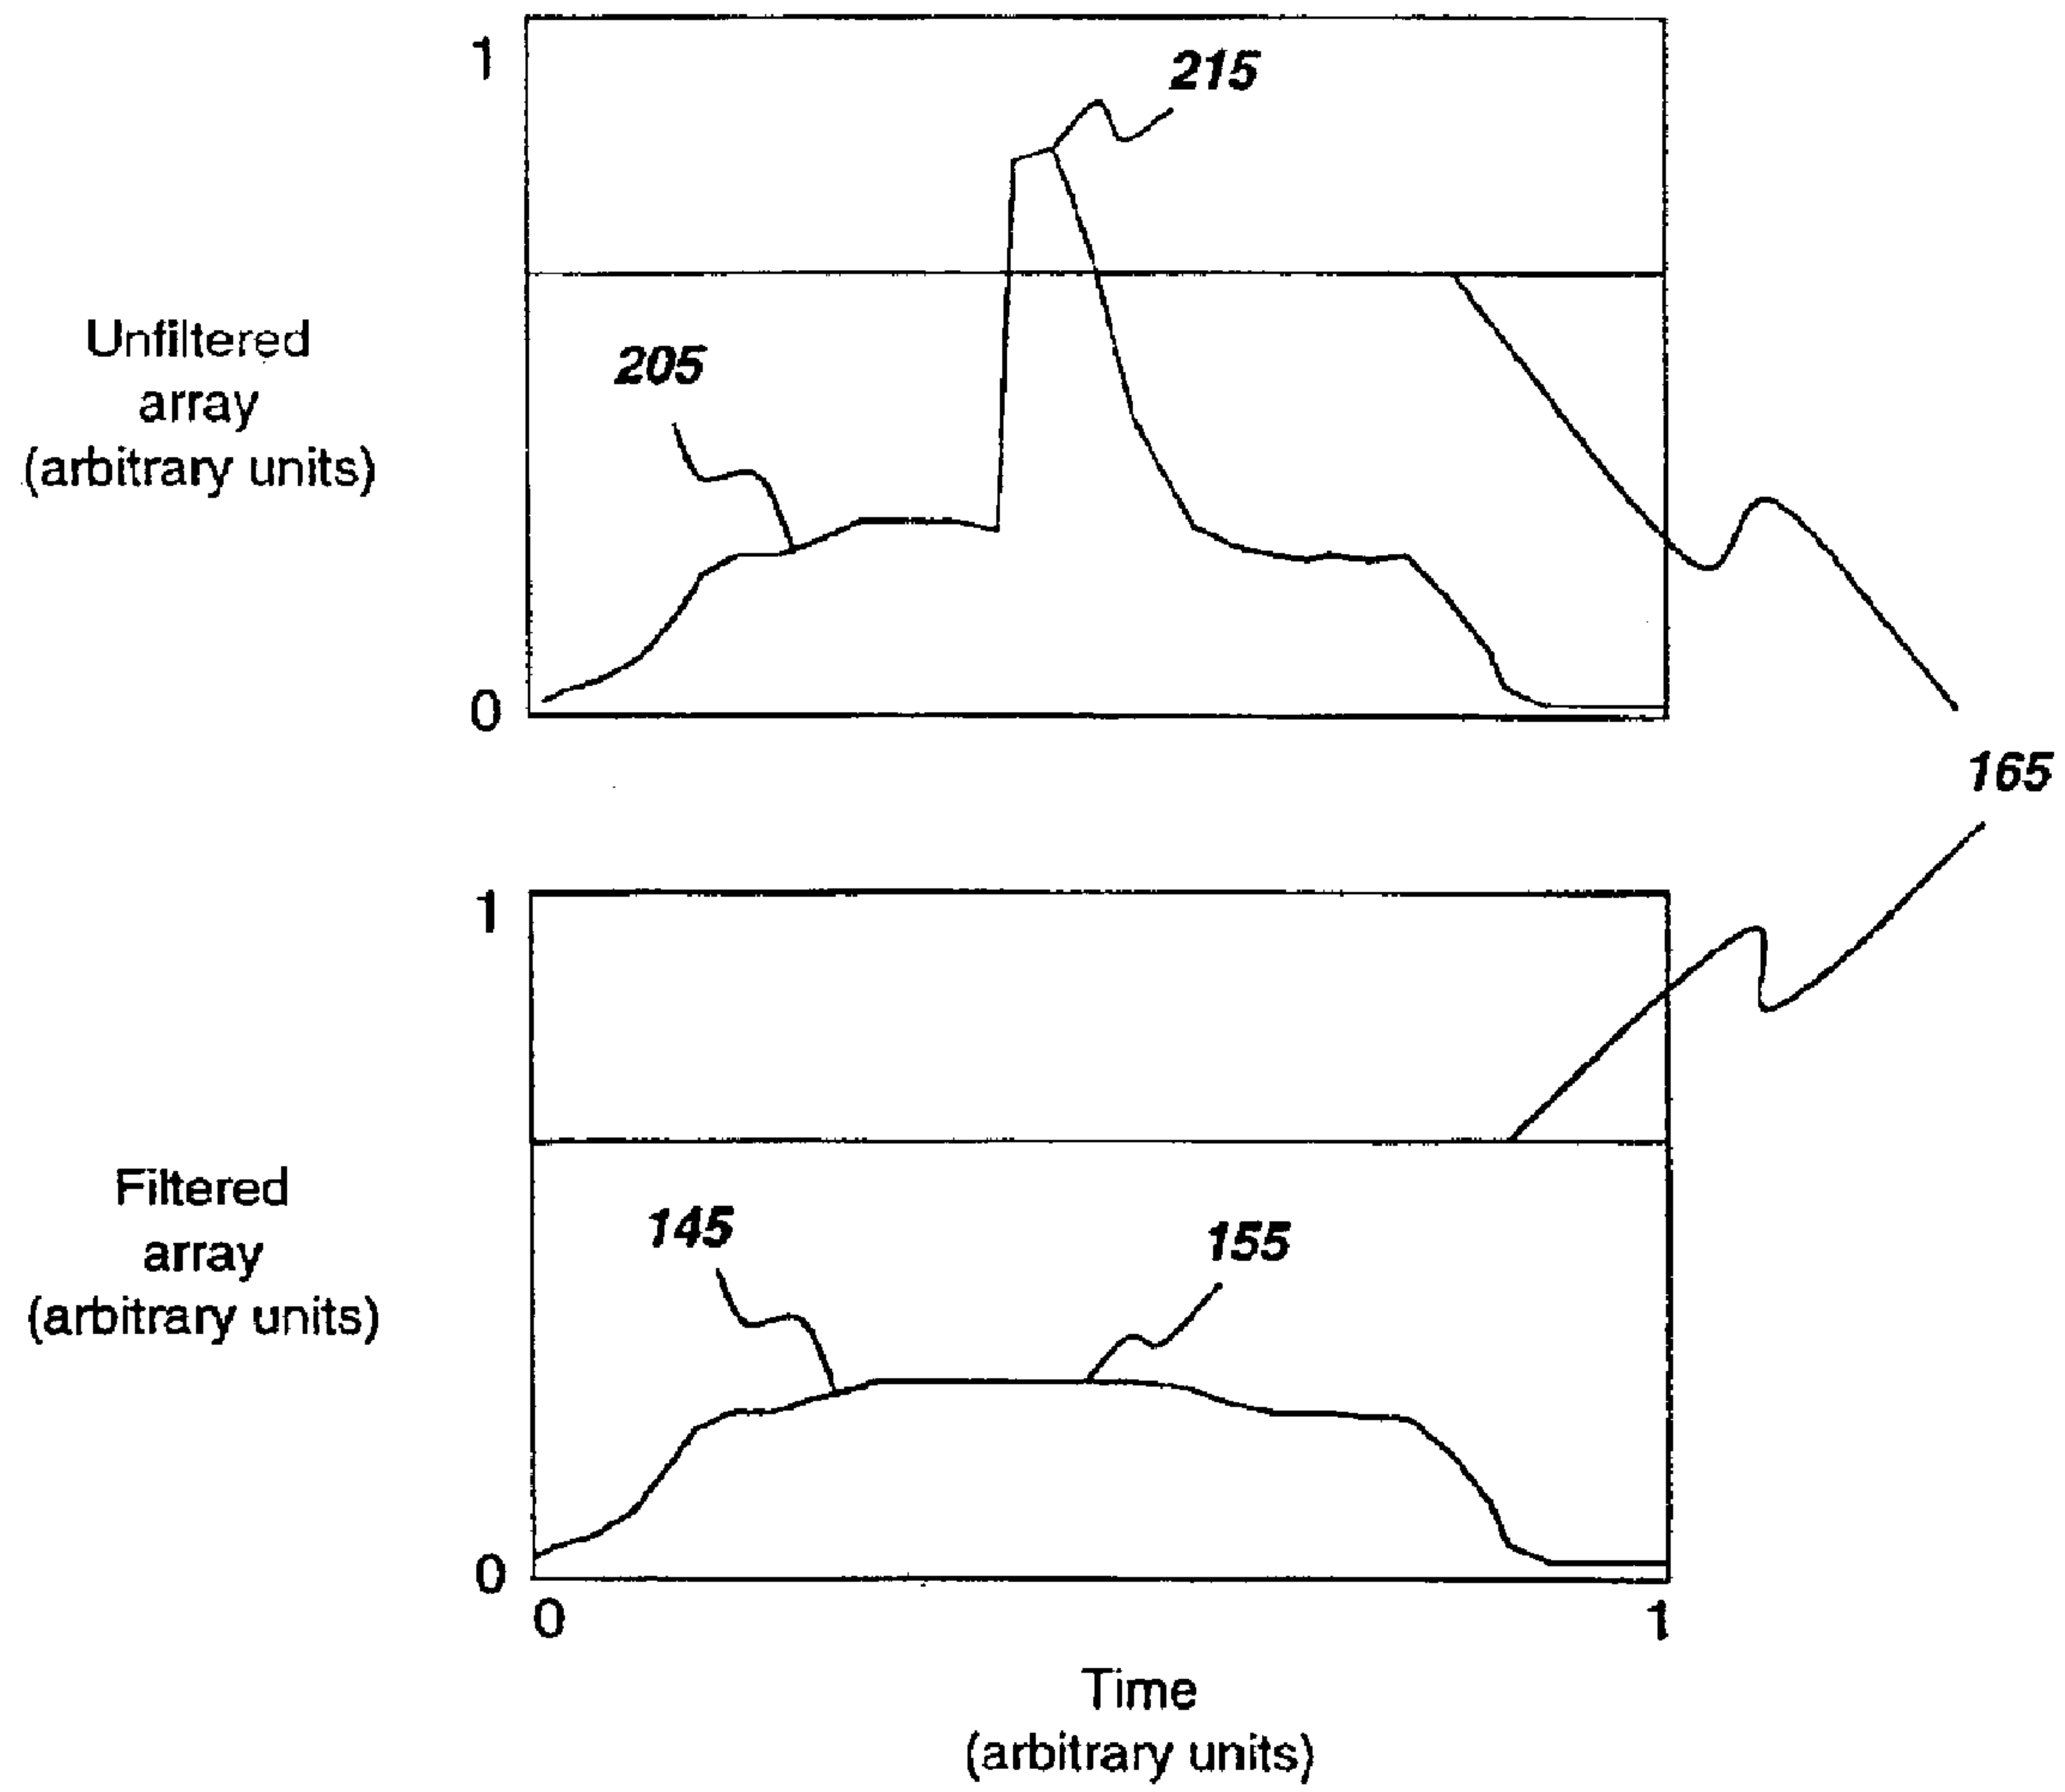 1
215
Unfiltered
array
(arbitrary units)
205
0
165
1
Filtered
array
(arbitrary units)
145
155
0
0
1
Time
(arbitrary units)